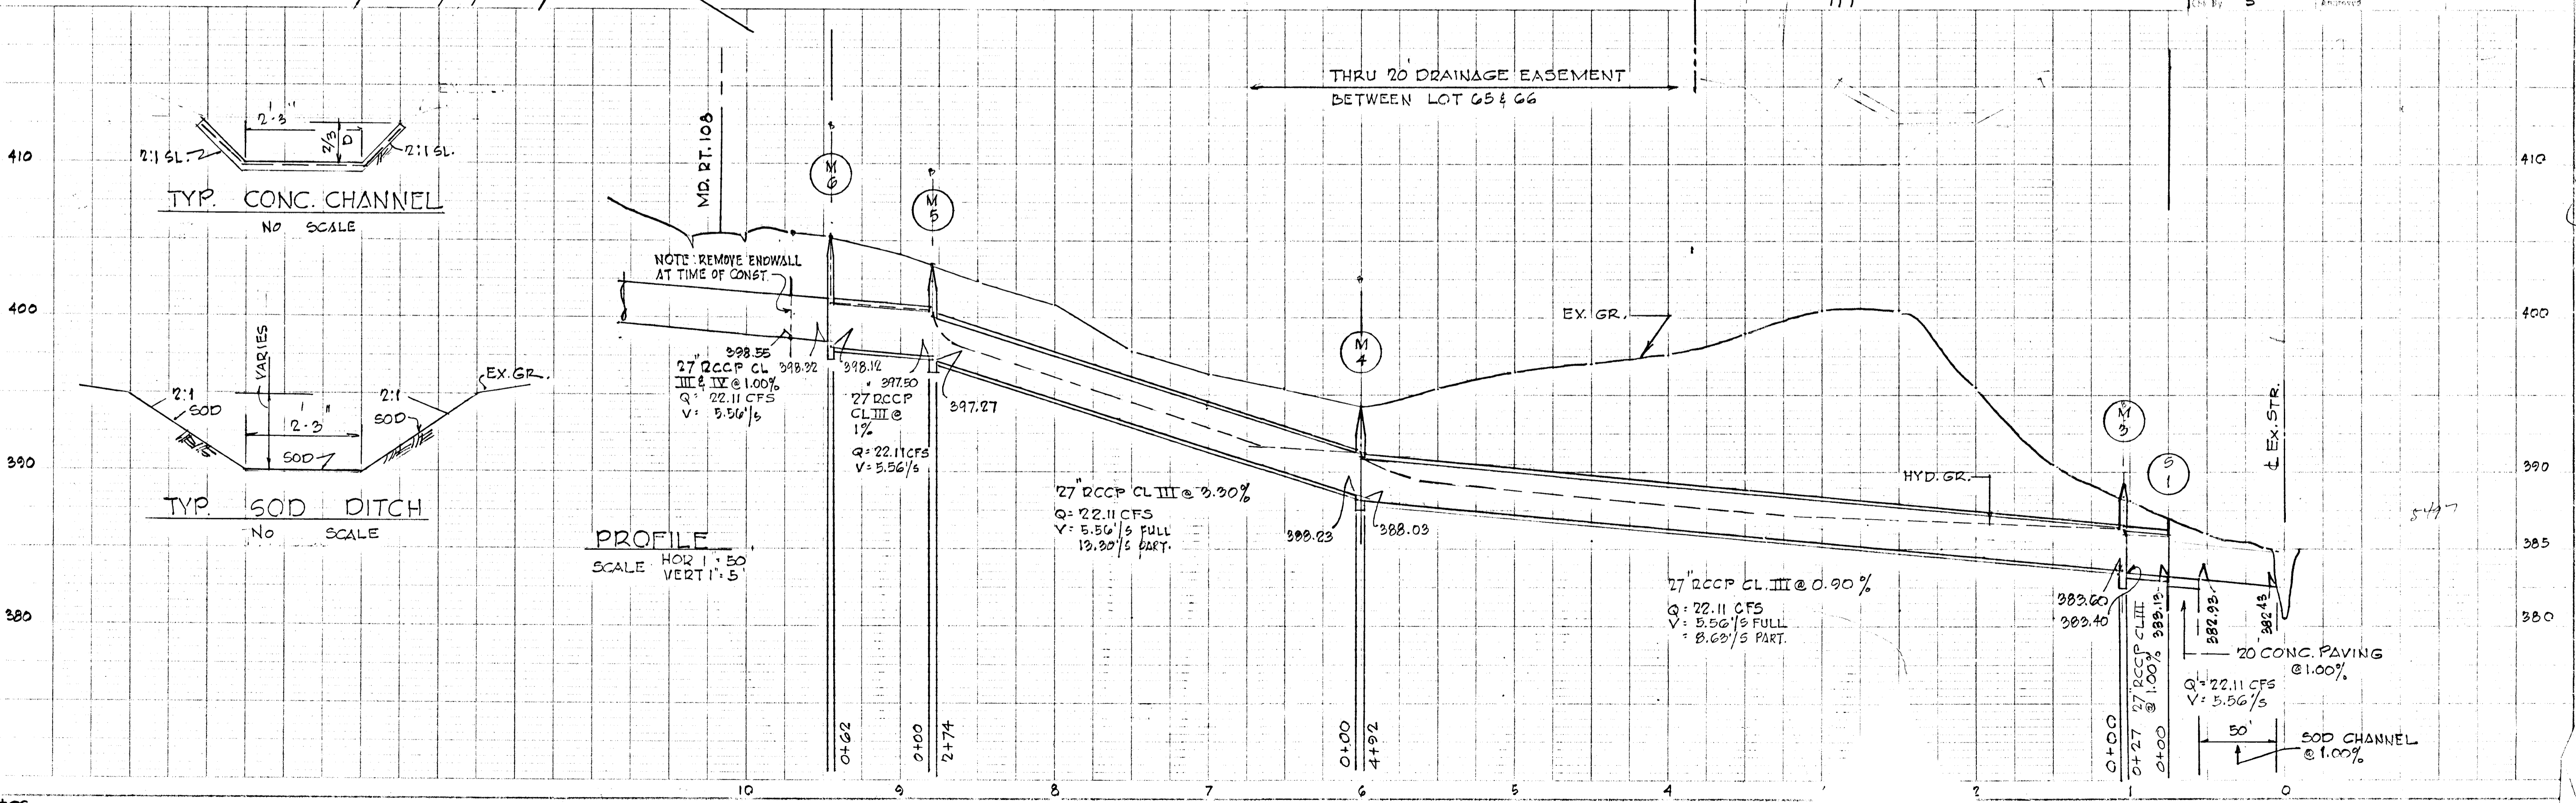 THRU 20' DRAINAGE EASEMENT
BETWEEN LOT 65 & 66
2'-3"
2/3 D
2:1 SL.
2:1 SL.
TYP. CONC. CHANNEL
NO SCALE
MD. RT. 108
M 6
M 5
M 4
M 3
S 1
410
410
400
400
390
390
385
385
380
380
NOTE: REMOVE ENDWALL
AT TIME OF CONST.
EX. GR.
HYD. GR.
℄ EX. STR.
VARIES
EX. GR.
2:1
SOD
2:1
SOD
2'-3"
SOD
TYP. SOD DITCH
NO SCALE
PROFILE
SCALE HOR 1"=50'
VERT 1"=5'
398.55
398.32
398.12
397.50
397.27
27" RCCP CL
III & IV @ 1.00%
Q= 22.11 CFS
V= 5.56'/s
27" RCCP
CL III @
1%
Q= 22.11 CFS
V= 5.56'/s
27" RCCP CL III @ 3.30%
Q= 22.11 CFS
V= 5.56'/s FULL
13.30'/s PART.
388.23
388.03
27" RCCP CL. III @ 0.90%
Q= 22.11 CFS
V= 5.56'/s FULL
= 8.63'/s PART.
383.60
383.40
27" RCCP CL III
@ 1.00%
383.13
382.93
382.43
20' CONC. PAVING
@ 1.00%
Q= 22.11 CFS
V= 5.56'/s
50'
SOD CHANNEL
@ 1.00%
0+62
0+00
2+74
0+00
4+92
0+00
0+27
0+00
10
9
8
7
6
5
4
2
1
0